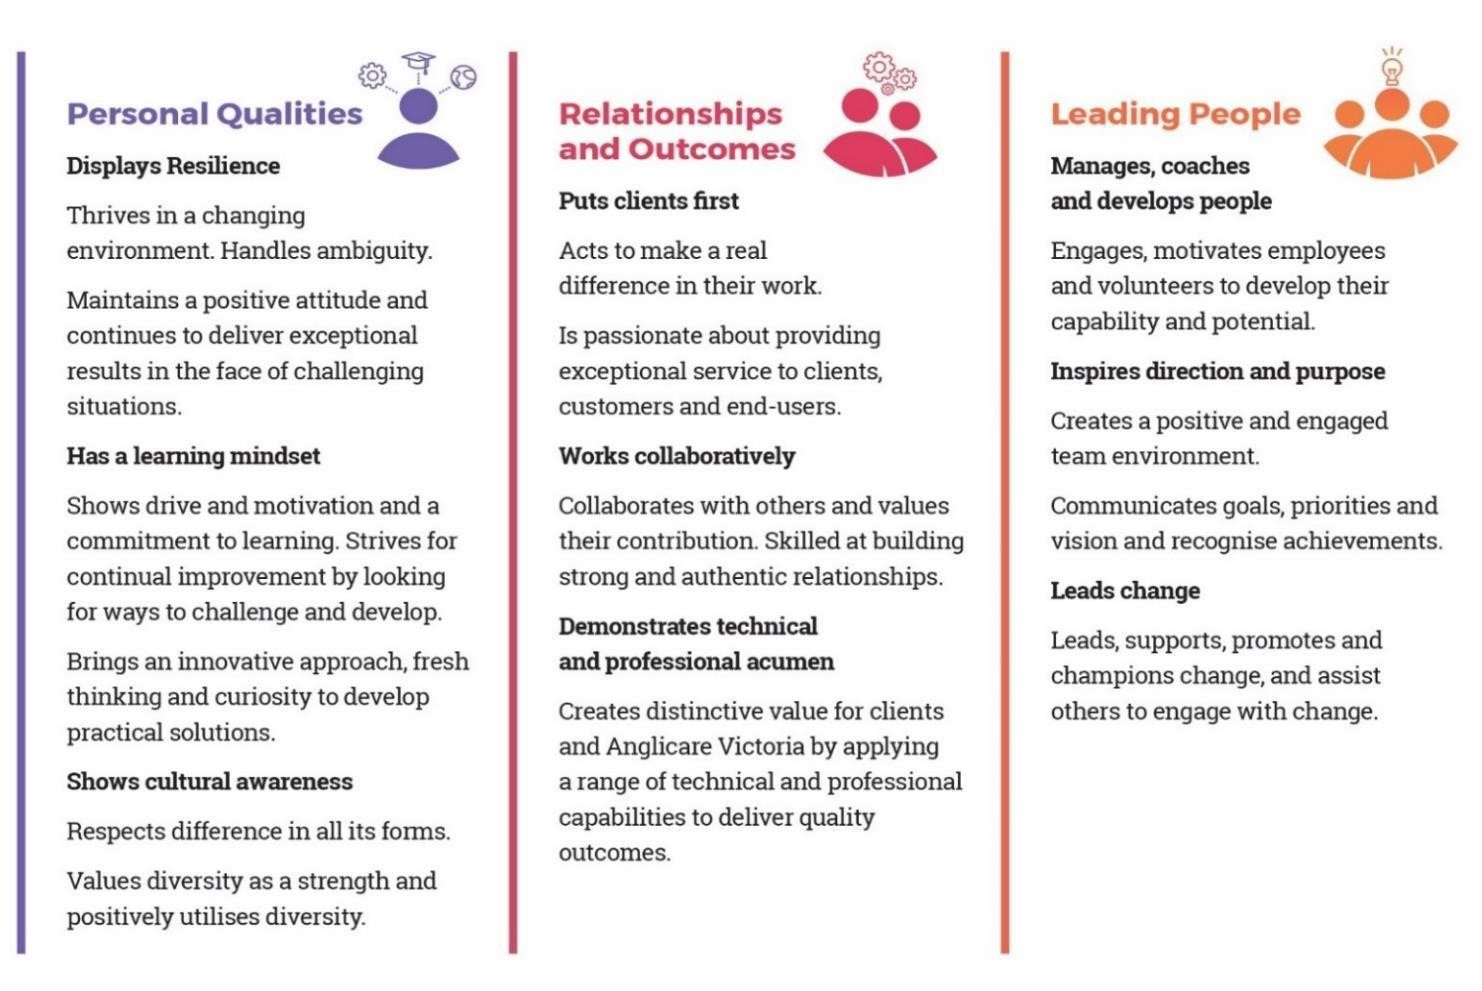 Personal Qualities
Displays Resilience
Thrives in a changing
environment. Handles ambiguity.
Maintains a positive attitude and
continues to deliver exceptional
results in the face of challenging
situations.
Has a learning mindset
Shows drive and motivation and a
commitment to learning. Strives for
continual improvement by looking
for ways to challenge and develop.
Brings an innovative approach, fresh
thinking and curiosity to develop
practical solutions.
Shows cultural awareness
Respects difference in all its forms.
Values diversity as a strength and
positively utilises diversity.
Relationships
and Outcomes
Puts clients first
Acts to make a real
difference in their work.
Is passionate about providing
exceptional service to clients,
customers and end-users.
Works collaboratively
Collaborates with others and values
their contribution. Skilled at building
strong and authentic relationships.
Demonstrates technical
and professional acumen
Creates distinctive value for clients
and Anglicare Victoria by applying
a range of technical and professional
capabilities to deliver quality
outcomes.
Leading People
Manages, coaches
and develops people
Engages, motivates employees
and volunteers to develop their
capability and potential.
Inspires direction and purpose
Creates a positive and engaged
team environment.
Communicates goals, priorities and
vision and recognise achievements.
Leads change
Leads, supports, promotes and
champions change, and assist
others to engage with change.